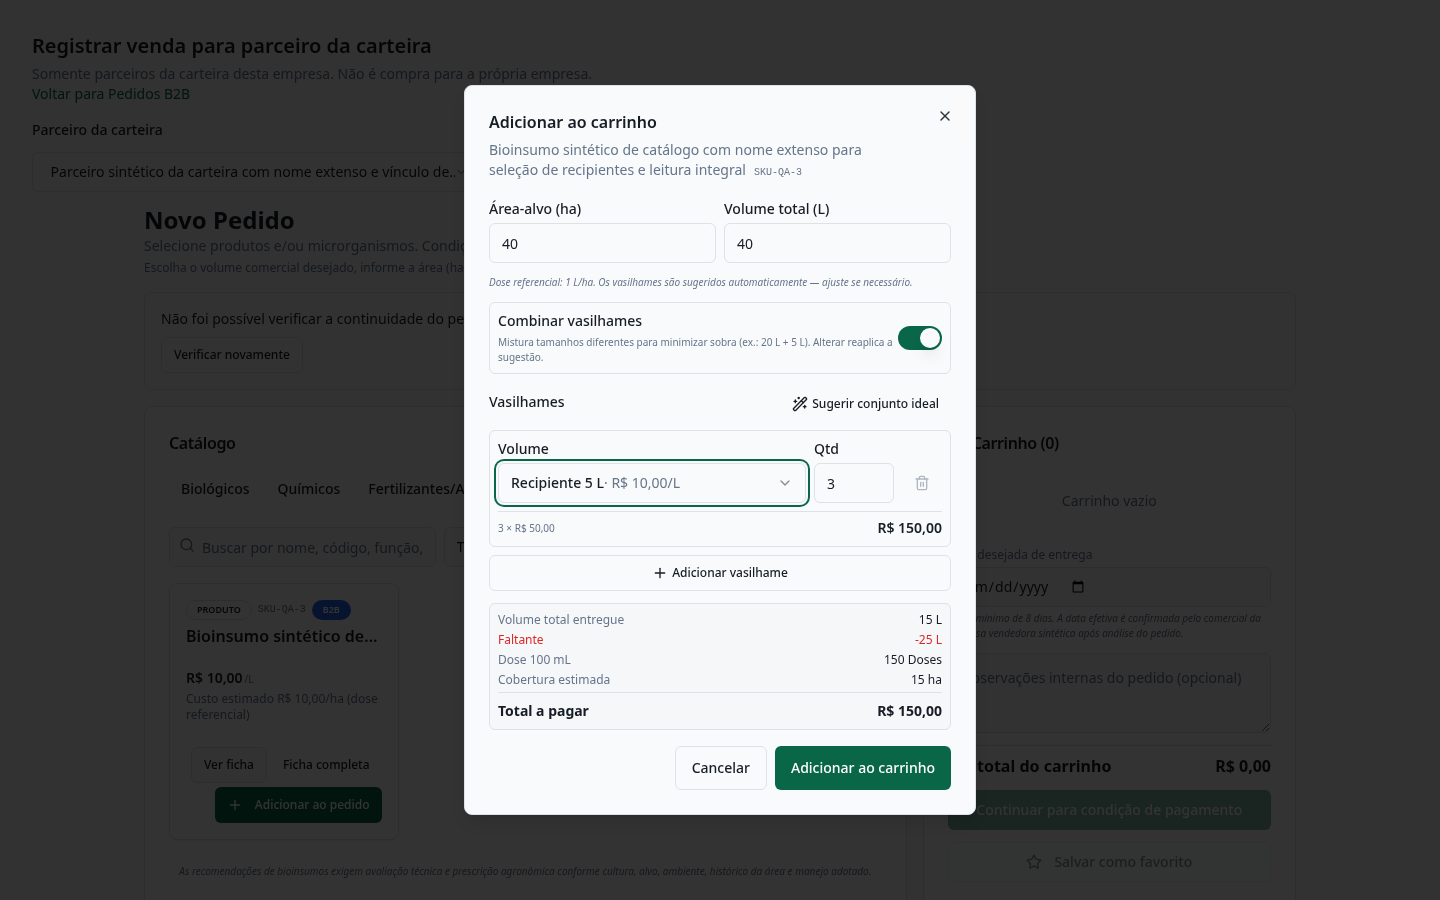 Registrar venda para parceiro da carteira
Somente parceiros da carteira desta empresa. Não é compra para a própria empresa.
Voltar para Pedidos B2B
Parceiro da carteira
Parceiro sintético da carteira com nome extenso e vínculo de..
Novo Pedido
Selecione produtos e/ou microrganismos.
Escolha o volume comercial desejado, informe a área (ha
Não foi possível verificar a continuidade do pe
Verificar novamente
Catálogo
Biológicos
Químicos
Fertilizantes/A
Buscar por nome, código, função,
T
PRODUTO
SKU-QA-3
B2B
Bioinsumo sintético de...
R$ 10,00 /L
Custo estimado R$ 10,00/ha (dose
referencial)
Ver ficha
Ficha completa
Adicionar ao pedido
As recomendações de bioinsumos exigem avaliação técnica e prescrição agronômica conforme cultura, alvo, ambiente, histórico da área e manejo adotado.
Adicionar ao carrinho
Bioinsumo sintético de catálogo com nome extenso para
seleção de recipientes e leitura integral SKU-QA-3
Área-alvo (ha)
Volume total (L)
40
40
Dose referencial: 1 L/ha. Os vasilhames são sugeridos automaticamente — ajuste se necessário.
Combinar vasilhames
Mistura tamanhos diferentes para minimizar sobra (ex.: 20 L + 5 L). Alterar reaplica a
sugestão.
Vasilhames
Sugerir conjunto ideal
Volume
Qtd
Recipiente 5 L· R$ 10,00/L
3
3 × R$ 50,00
R$ 150,00
Adicionar vasilhame
Volume total entregue
15 L
Faltante
-25 L
Dose 100 mL
150 Doses
Cobertura estimada
15 ha
Total a pagar
R$ 150,00
Cancelar
Adicionar ao carrinho
Carrinho (0)
Carrinho vazio
desejada de entrega
m/dd/yyyy
mínimo de 8 dias. A data efetiva é confirmada pela comercial da
sa vendedora sintética após análise do pedido.
bservações internas do pedido (opcional)
total do carrinho
R$ 0,00
Continuar para condição de pagamento
Salvar como favorito